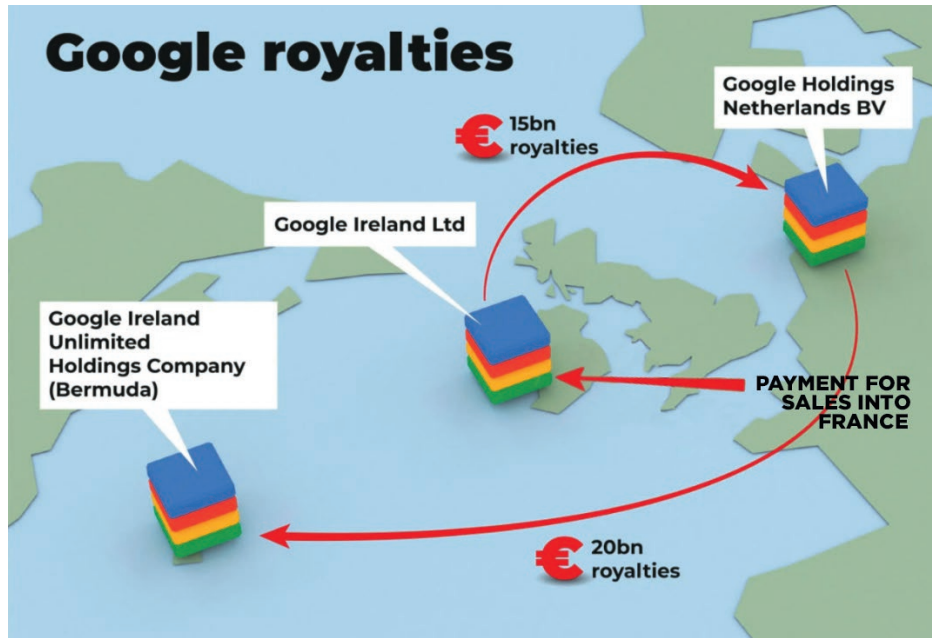 Google royalties
Google Holdings
Netherlands BV
€ 15bn
royalties
Google Ireland Ltd
Google Ireland
Unlimited
Holdings Company
(Bermuda)
PAYMENT FOR
SALES INTO
FRANCE
€ 20bn
royalties